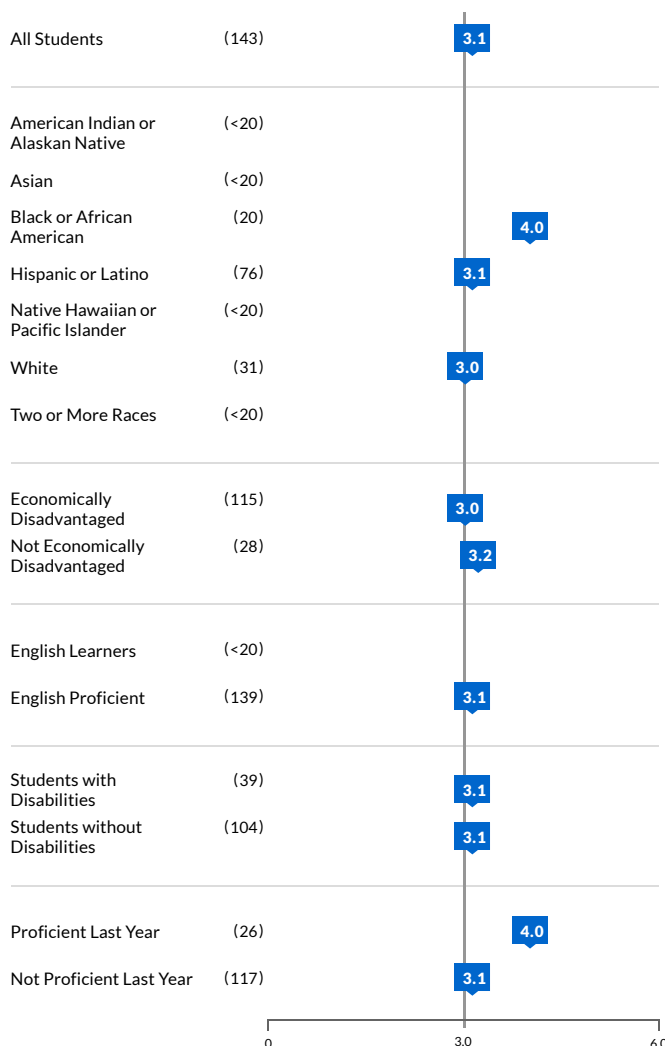 All Students (143) 3.1
American Indian or (<20)
Alaskan Native
Asian (<20)
Black or African (20) 4.0
American
Hispanic or Latino (76) 3.1
Native Hawaiian or (<20)
Pacific Islander
White (31) 3.0
Two or More Races (<20)
Economically (115) 3.0
Disadvantaged
Not Economically (28) 3.2
Disadvantaged
English Learners (<20)
English Proficient (139) 3.1
Students with (39) 3.1
Disabilities
Students without (104) 3.1
Disabilities
Proficient Last Year (26) 4.0
Not Proficient Last Year (117) 3.1
0 3.0 6.0